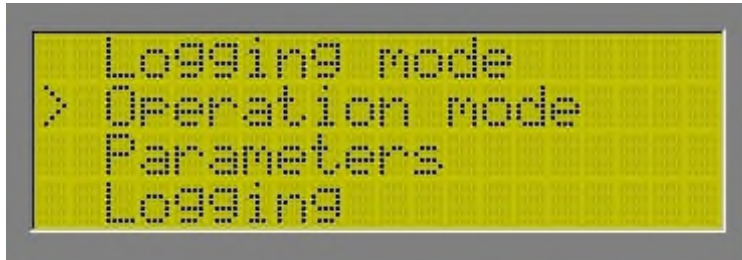 Logging mode
> Operation mode
Parameters
Logging